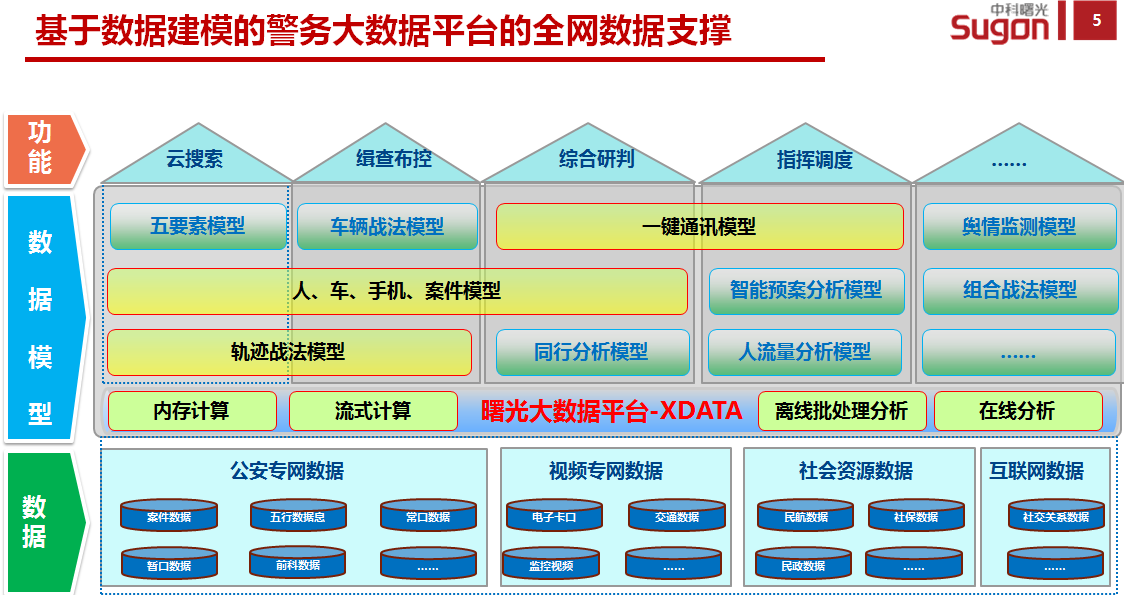 基于数据建模的警务大数据平台的全网数据支撑
中科曙光
Sugon
5
功能
云搜索
缉查布控
综合研判
指挥调度
……
数据模型
五要素模型
车辆战法模型
一键通讯模型
舆情监测模型
人、车、手机、案件模型
智能预案分析模型
组合战法模型
轨迹战法模型
同行分析模型
人流量分析模型
……
内存计算
流式计算
曙光大数据平台-XDATA
离线批处理分析
在线分析
数据
公安专网数据
视频专网数据
社会资源数据
互联网数据
案件数据
五行数据息
常口数据
电子卡口
交通数据
民航数据
社保数据
社交关系数据
暂口数据
前科数据
……
监控视频
……
民政数据
……
……